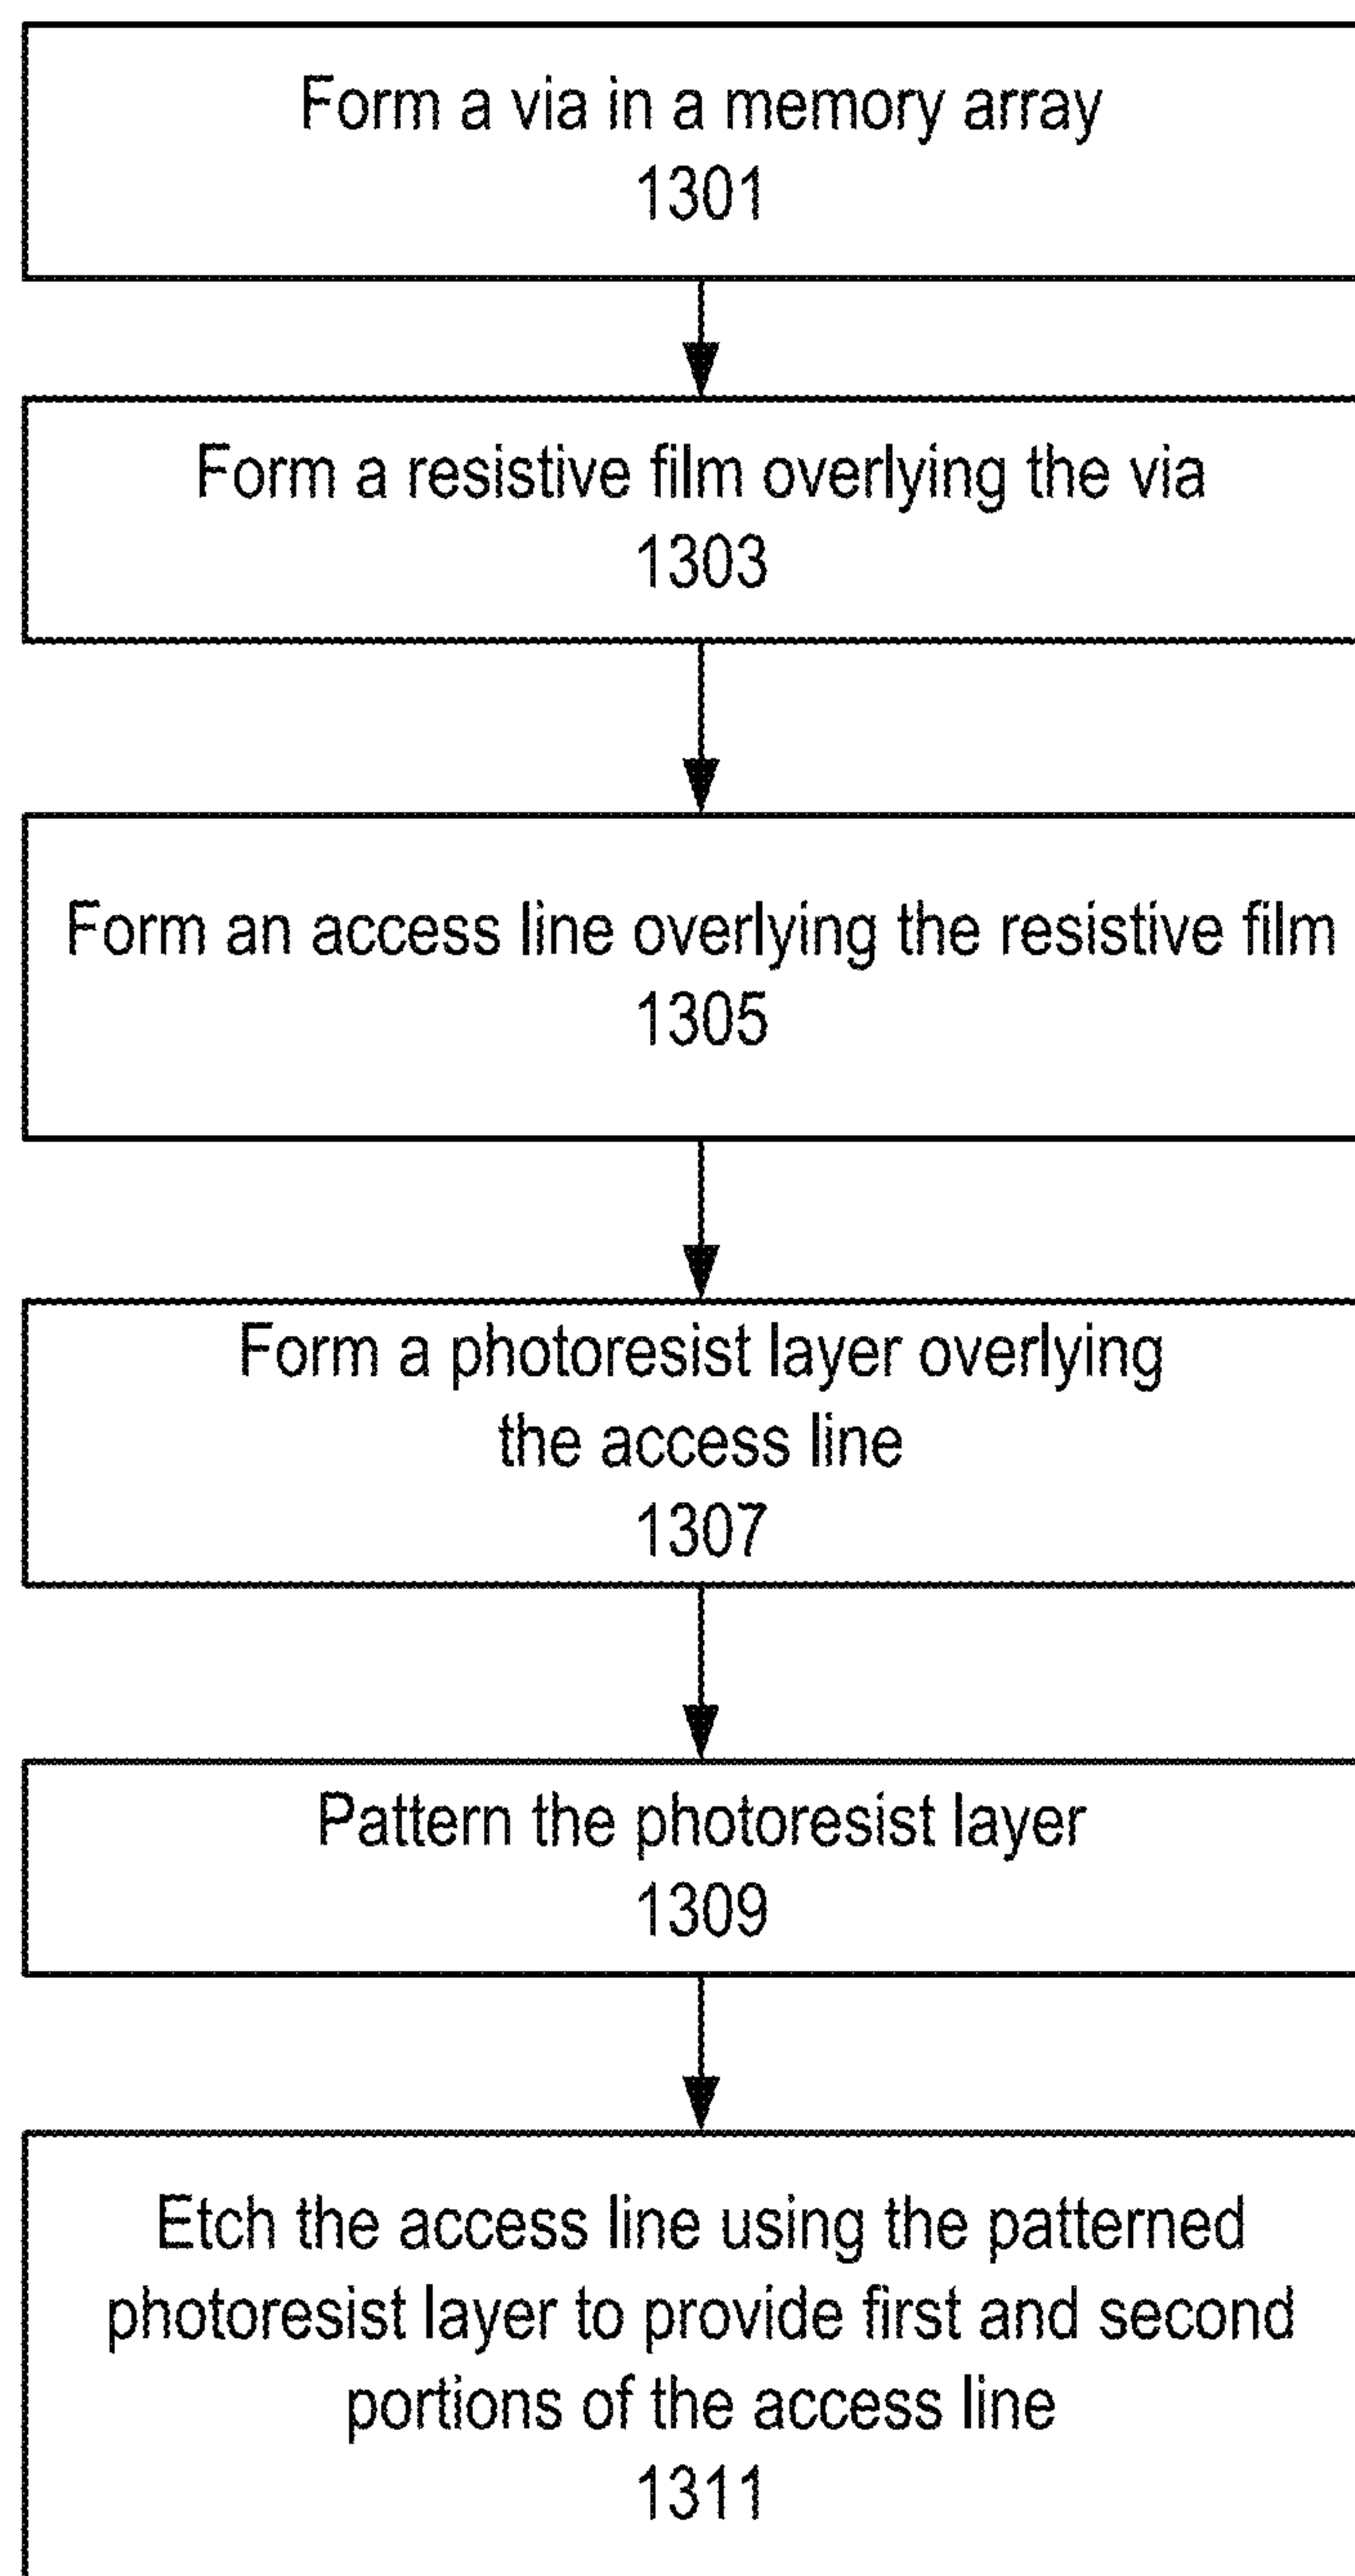 Form a via in a memory array
1301
Form a resistive film overlying the via
1303
Form an access line overlying the resistive film
1305
Form a photoresist layer overlying
the access line
1307
Pattern the photoresist layer
1309
Etch the access line using the patterned
photoresist layer to provide first and second
portions of the access line
1311